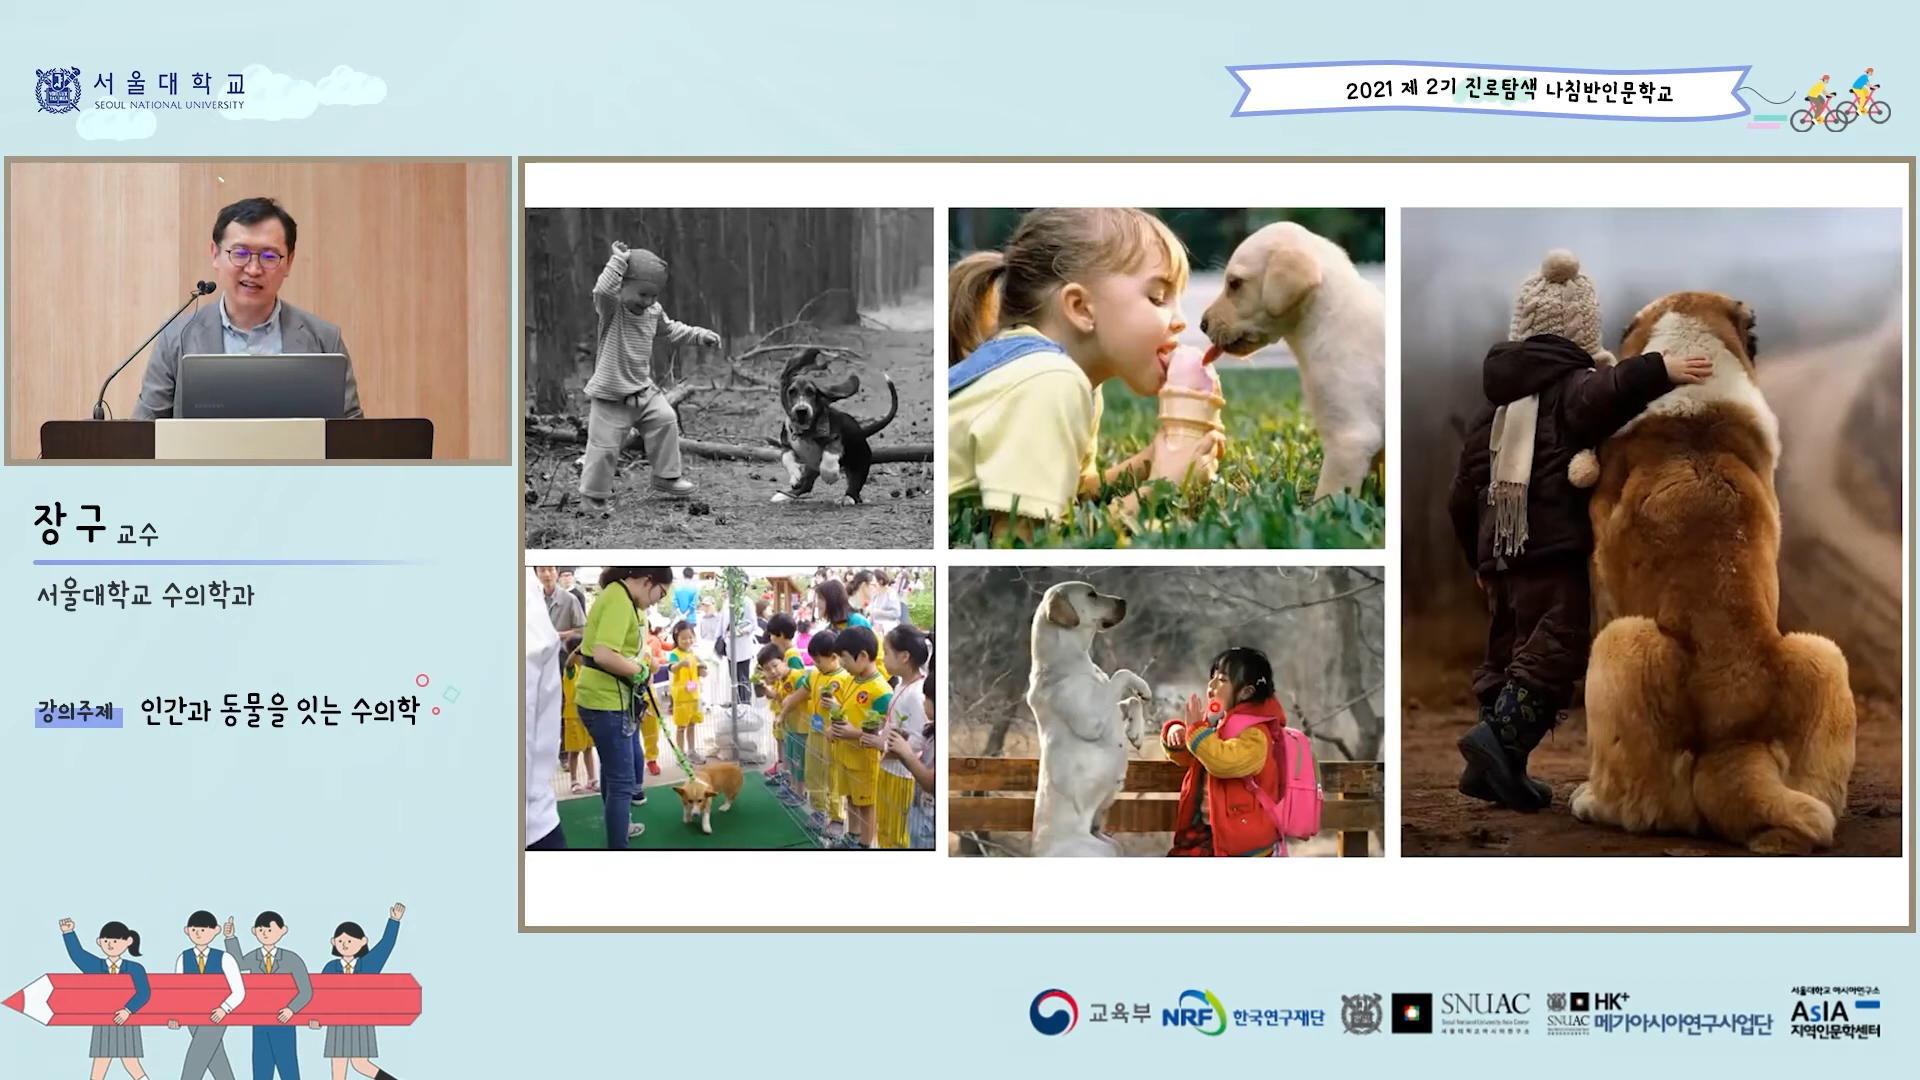 서울대학교
SEOUL NATIONAL UNIVERSITY
2021 제 2기 진로탐색 나침반인문학교
장구 교수
서울대학교 수의학과
강의주제 인간과 동물을 잇는 수의학
교육부
NRF 한국연구재단
SNUAC
HK+
SNUAC 메가아시아연구사업단
서울대학교 아시아연구소
AsIA
지역인문학센터